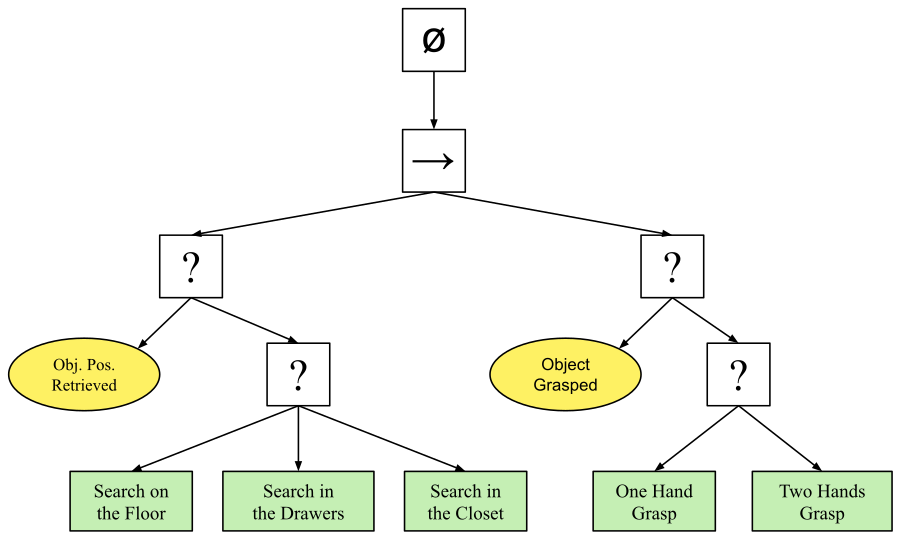 ø
→
?
?
Obj. Pos.
Retrieved
?
Object
Grasped
?
Search on
the Floor
Search in
the Drawers
Search in
the Closet
One Hand
Grasp
Two Hands
Grasp